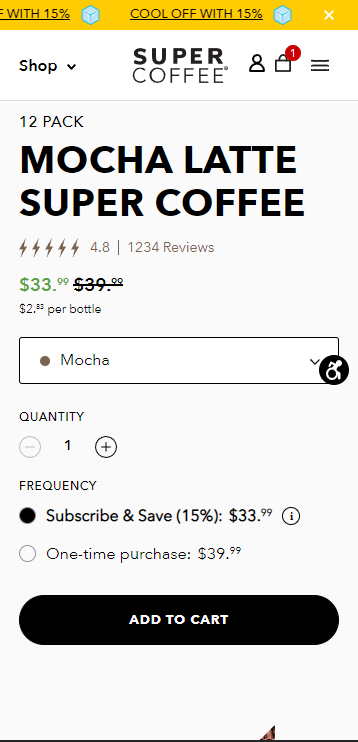 F WITH 15% COOL OFF WITH 15%
Shop SUPER COFFEE 1
12 PACK
MOCHA LATTE
SUPER COFFEE
4.8 | 1234 Reviews
$33.99 $39.99
$2.83 per bottle
Mocha
QUANTITY
1
FREQUENCY
Subscribe & Save (15%): $33.99 i
One-time purchase: $39.99
ADD TO CART